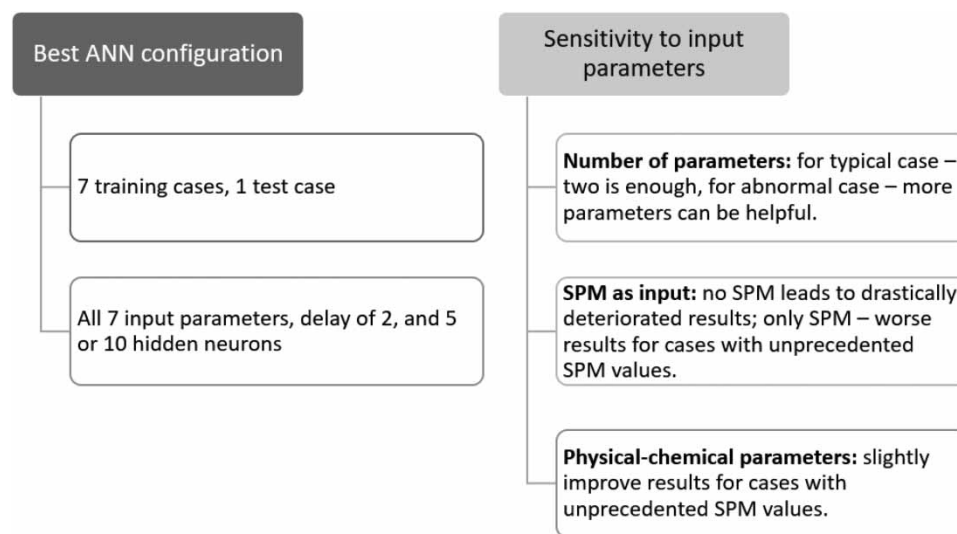 Best ANN configuration
7 training cases, 1 test case
All 7 input parameters, delay of 2, and 5
or 10 hidden neurons
Sensitivity to input
parameters
Number of parameters: for typical case –
two is enough, for abnormal case – more
parameters can be helpful.
SPM as input: no SPM leads to drastically
deteriorated results; only SPM – worse
results for cases with unprecedented
SPM values.
Physical-chemical parameters: slightly
improve results for cases with
unprecedented SPM values.